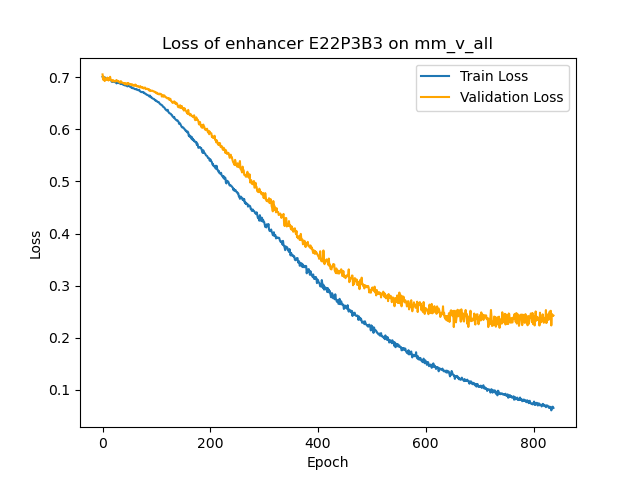 Loss of enhancer E22P3B3 on mm_v_all
Train Loss
Validation Loss
0.7
0.6
0.5
0.4
0.3
0.2
0.1
Loss
0 200 400 600 800
Epoch